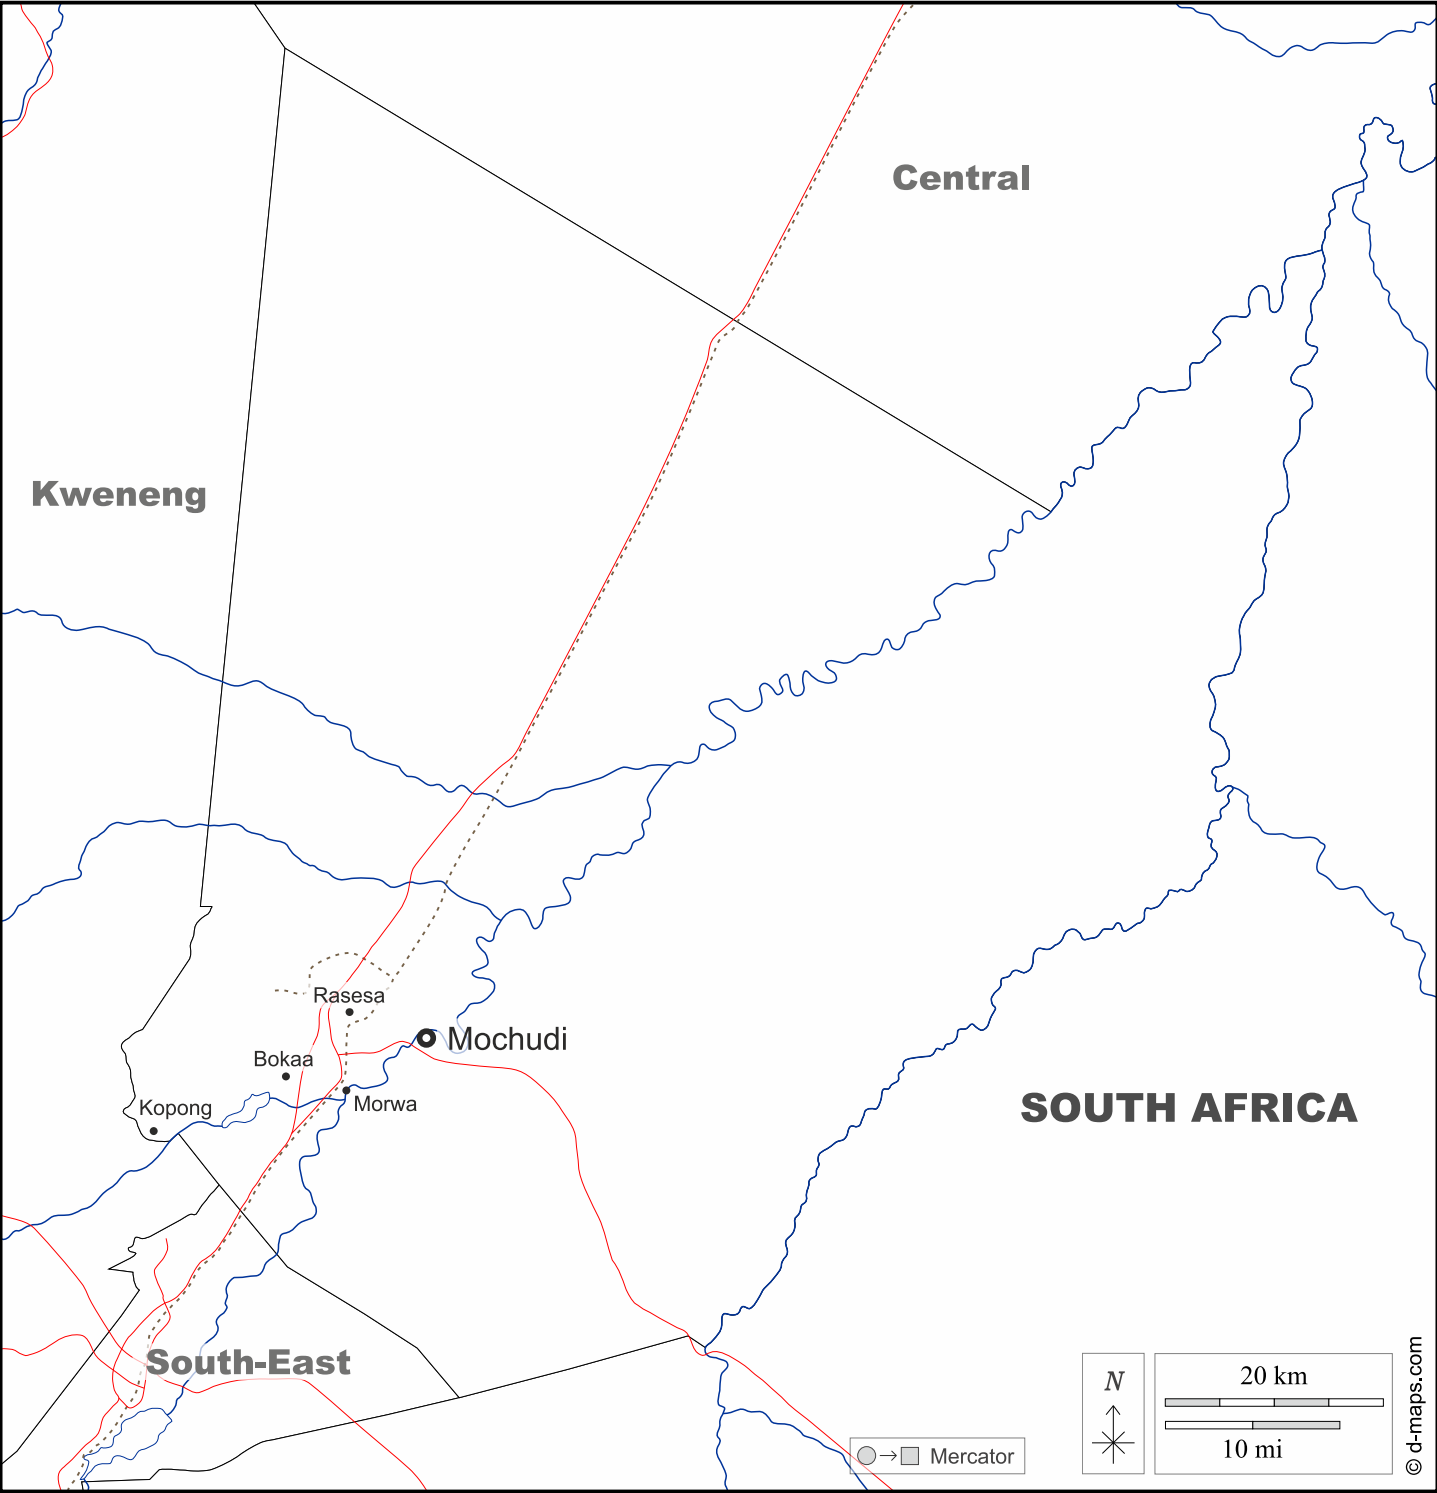 Central
Kweneng
Rasesa
Mochudi
Bokaa
Morwa
Kopong
SOUTH AFRICA
South-East
N
20 km
10 mi
Mercator
© d-maps.com